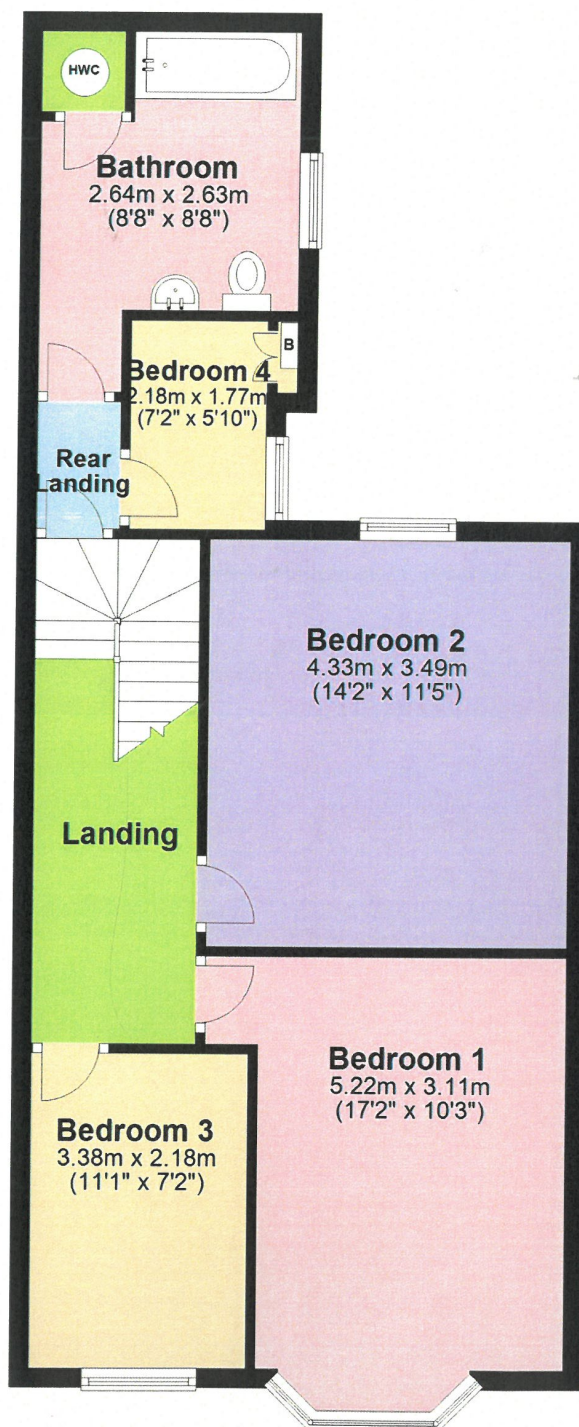 HWC
Bathroom
2.64m x 2.63m
(8'8" x 8'8")
B
Bedroom 4
2.18m x 1.77m
(7'2" x 5'10")
Rear
Landing
Bedroom 2
4.33m x 3.49m
(14'2" x 11'5")
Landing
Bedroom 1
5.22m x 3.11m
(17'2" x 10'3")
Bedroom 3
3.38m x 2.18m
(11'1" x 7'2")